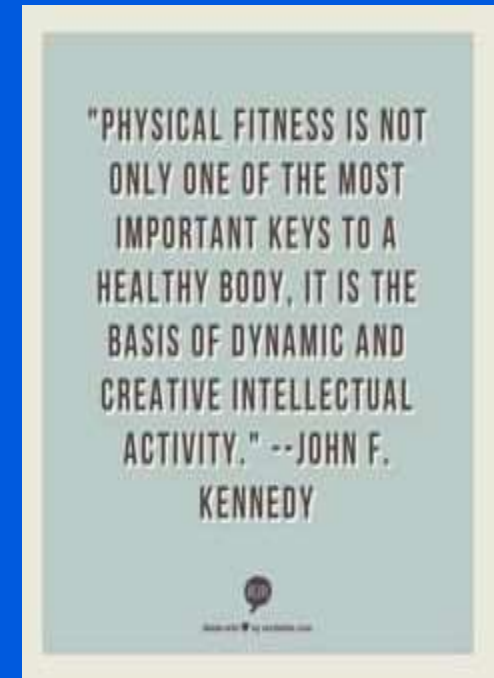 "PHYSICAL FITNESS IS NOT
ONLY ONE OF THE MOST
IMPORTANT KEYS TO A
HEALTHY BODY, IT IS THE
BASIS OF DYNAMIC AND
CREATIVE INTELLECTUAL
ACTIVITY." --JOHN F.
KENNEDY